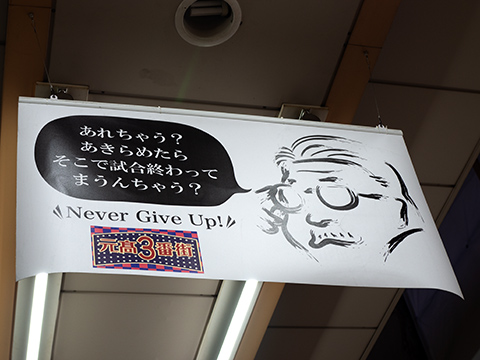 あれちゃう?
あきらめたら
そこで試合終わって
まうんちゃう?
Never Give Up!
元高3番街